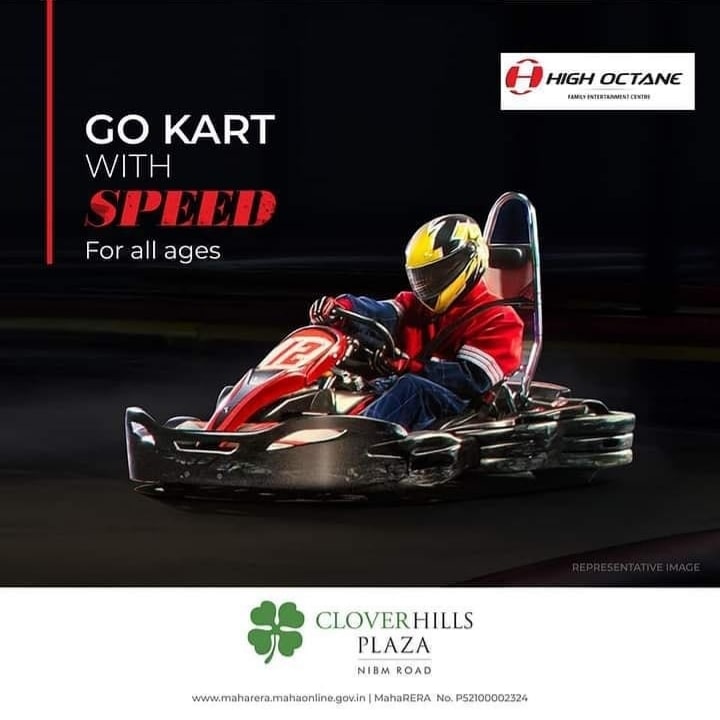 HIGH OCTANE
FAMILY ENTERTAINMENT CENTRE
GO KART
WITH
SPEED
For all ages
12
REPRESENTATIVE IMAGE
CLOVERHILLS
PLAZA
NIBM ROAD
www.maharera.mahaonline.gov.in | MahaRERA No. P52100002324